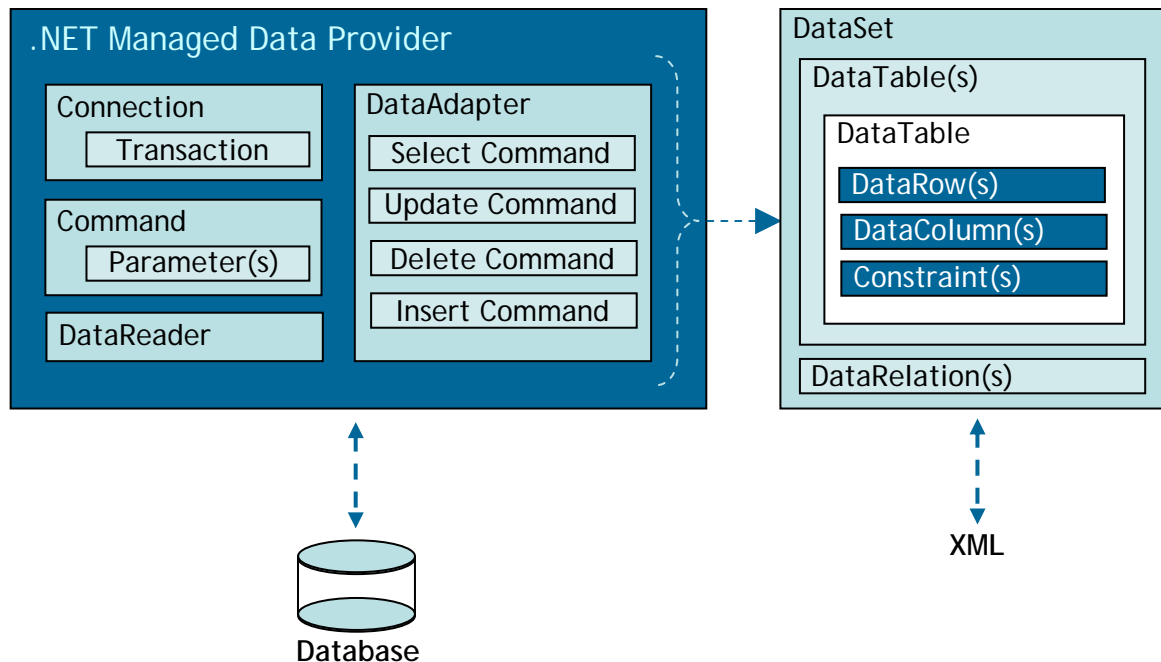 .NET Managed Data Provider
Connection
Transaction
Command
Parameter(s)
DataReader
DataAdapter
Select Command
Update Command
Delete Command
Insert Command
DataSet
DataTable(s)
DataTable
DataRow(s)
DataColumn(s)
Constraint(s)
DataRelation(s)
Database
XML